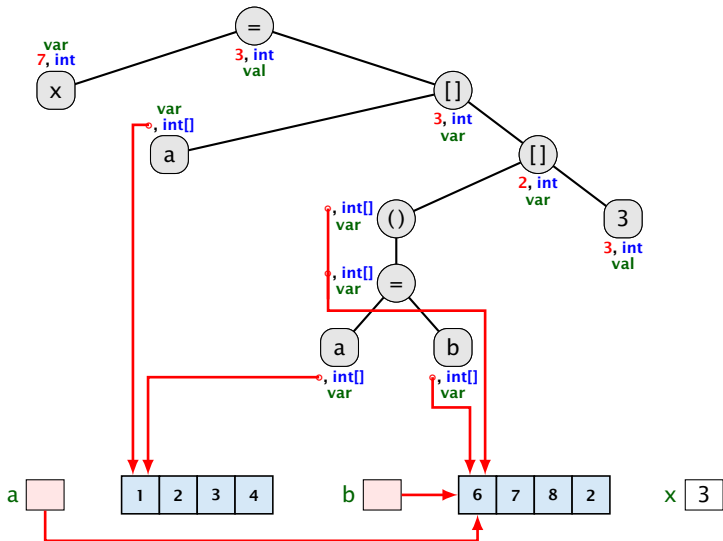 =
var
7, int
3, int
val
x
[]
var
, int[]
3, int
var
a
[]
2, int
var
, int[]
var
()
3
3, int
val
, int[]
var
=
a
b
, int[]
var
, int[]
var
a
1 2 3 4
b
6 7 8 2
x 3